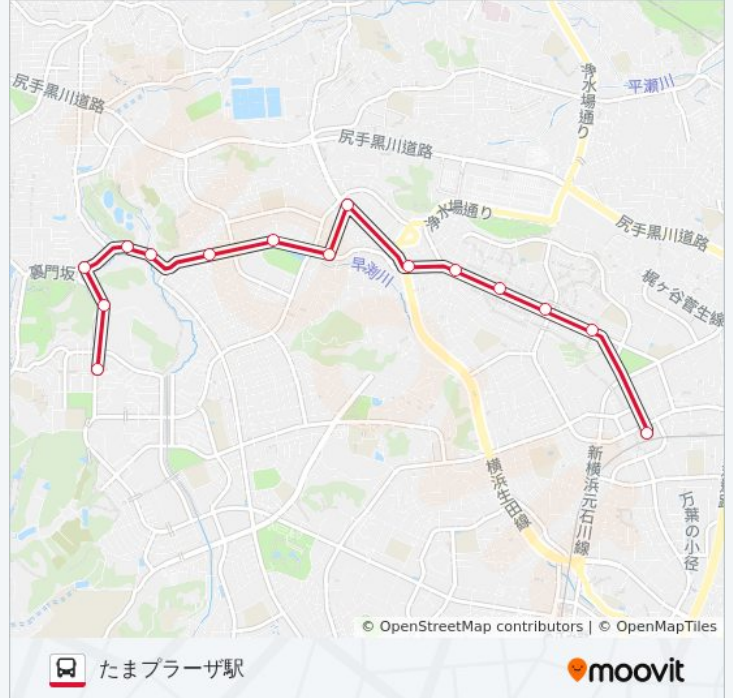 尻手黒川道路
浄水場通り
平瀬川
尻手黒川道路
浄水場通り
尻手黒川道路
裏門坂
早渕川
梶ヶ谷菅生線
横浜生田線
新横浜元石川線
万葉の小径
© OpenStreetMap contributors | © OpenMapTiles
たまプラーザ駅
moovit